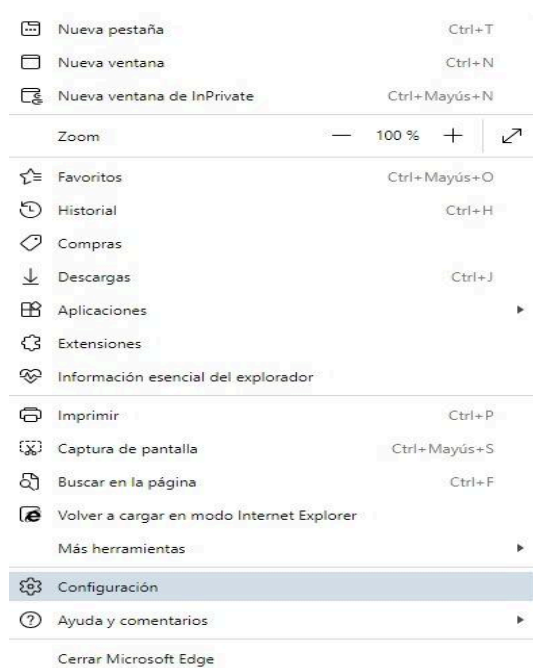 Nueva pestaña Ctrl+T
Nueva ventana Ctrl+N
Nueva ventana de InPrivate Ctrl+Mayús+N
Zoom — 100 % +
Favoritos Ctrl+Mayús+O
Historial Ctrl+H
Compras
Descargas Ctrl+J
Aplicaciones
Extensiones
Información esencial del explorador
Imprimir Ctrl+P
Captura de pantalla Ctrl+Mayús+S
Buscar en la página Ctrl+F
Volver a cargar en modo Internet Explorer
Más herramientas
Configuración
Ayuda y comentarios
Cerrar Microsoft Edge